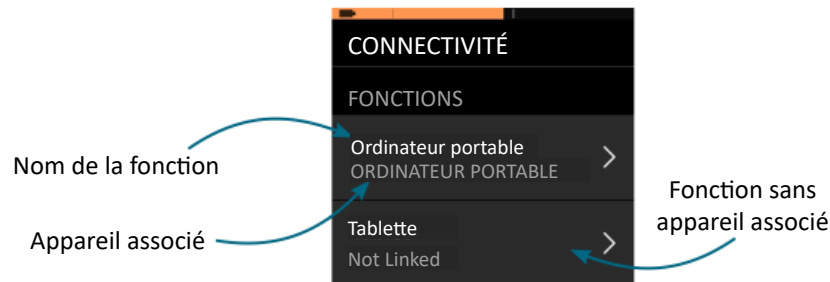 CONNECTIVITÉ
FONCTIONS
Nom de la fonction
Ordinateur portable
ORDINATEUR PORTABLE
Appareil associé
Tablette
Not Linked
Fonction sans
appareil associé